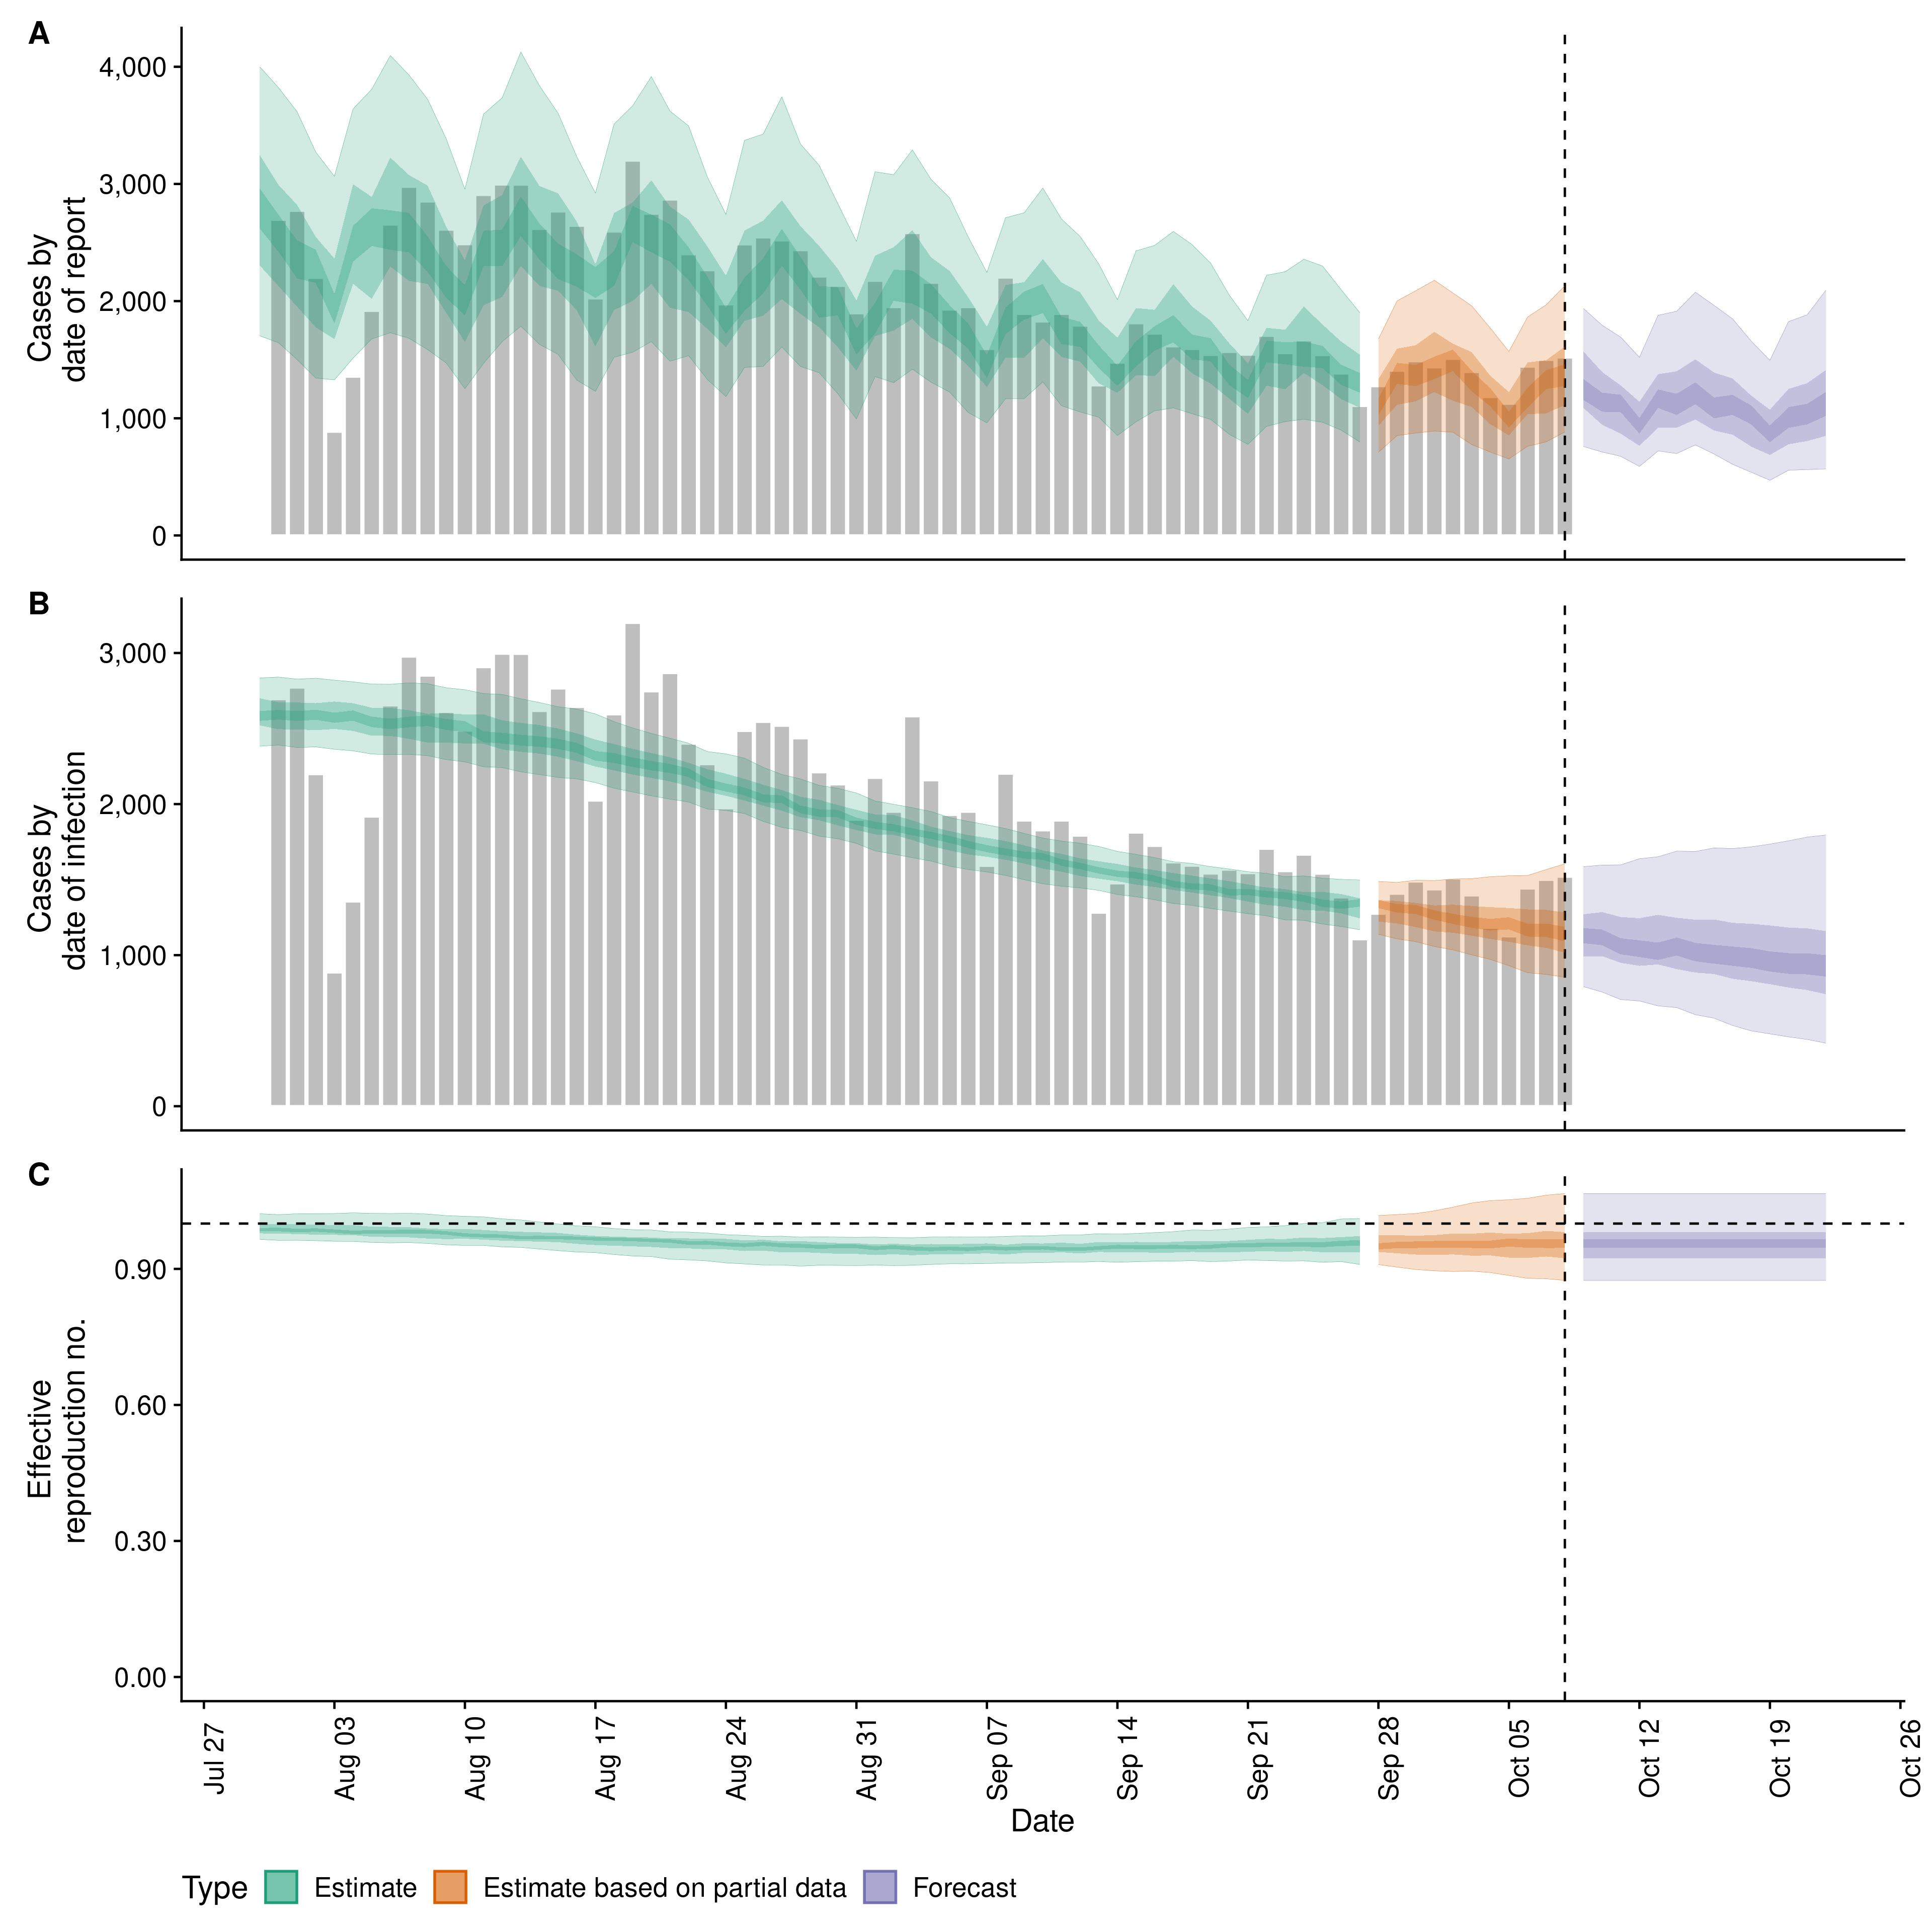 A
4,000
3,000
2,000
1,000
0
Cases by
date of report
B
3,000
2,000
1,000
0
Cases by
date of infection
C
0.90
0.60
0.30
0.00
Effective
reproduction no.
Jul 27
Aug 03
Aug 10
Aug 17
Aug 24
Aug 31
Sep 07
Sep 14
Sep 21
Sep 28
Oct 05
Oct 12
Oct 19
Oct 26
Date
Type Estimate Estimate based on partial data Forecast